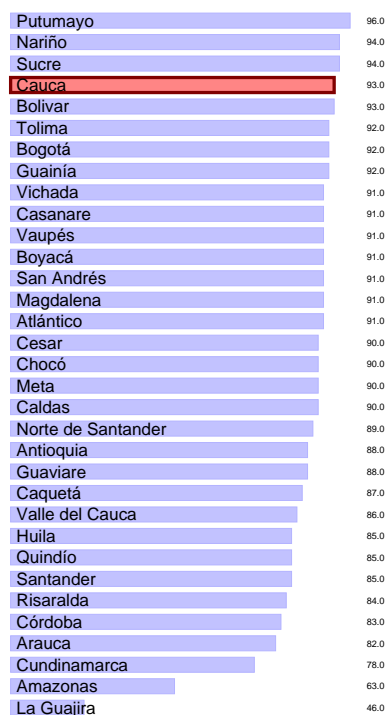 Putumayo 96.0
Nariño 94.0
Sucre 94.0
Cauca 93.0
Bolivar 93.0
Tolima 92.0
Bogotá 92.0
Guainía 92.0
Vichada 91.0
Casanare 91.0
Vaupés 91.0
Boyacá 91.0
San Andrés 91.0
Magdalena 91.0
Atlántico 91.0
Cesar 90.0
Chocó 90.0
Meta 90.0
Caldas 90.0
Norte de Santander 89.0
Antioquia 88.0
Guaviare 88.0
Caquetá 87.0
Valle del Cauca 86.0
Huila 85.0
Quindío 85.0
Santander 85.0
Risaralda 84.0
Córdoba 83.0
Arauca 82.0
Cundinamarca 78.0
Amazonas 63.0
La Guajira 46.0